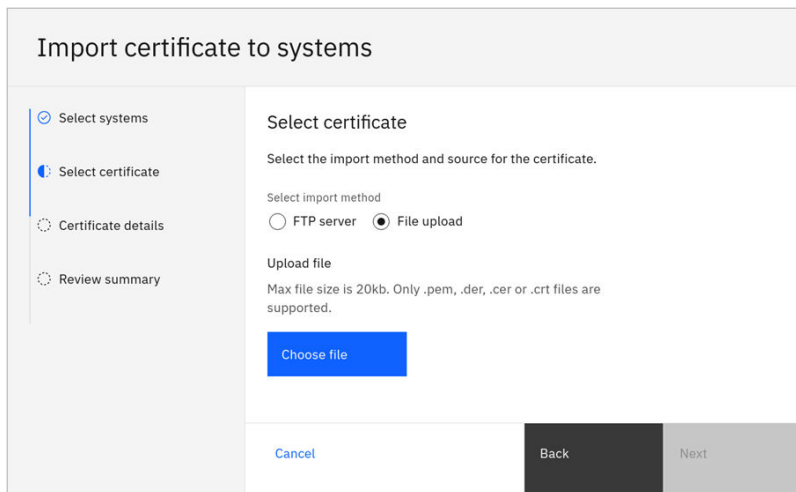 Import certificate to systems
Select systems
Select certificate
Certificate details
Review summary
Select certificate
Select the import method and source for the certificate.
Select import method
FTP server
File upload
Upload file
Max file size is 20kb. Only .pem, .der, .cer or .crt files are
supported.
Choose file
Cancel
Back
Next